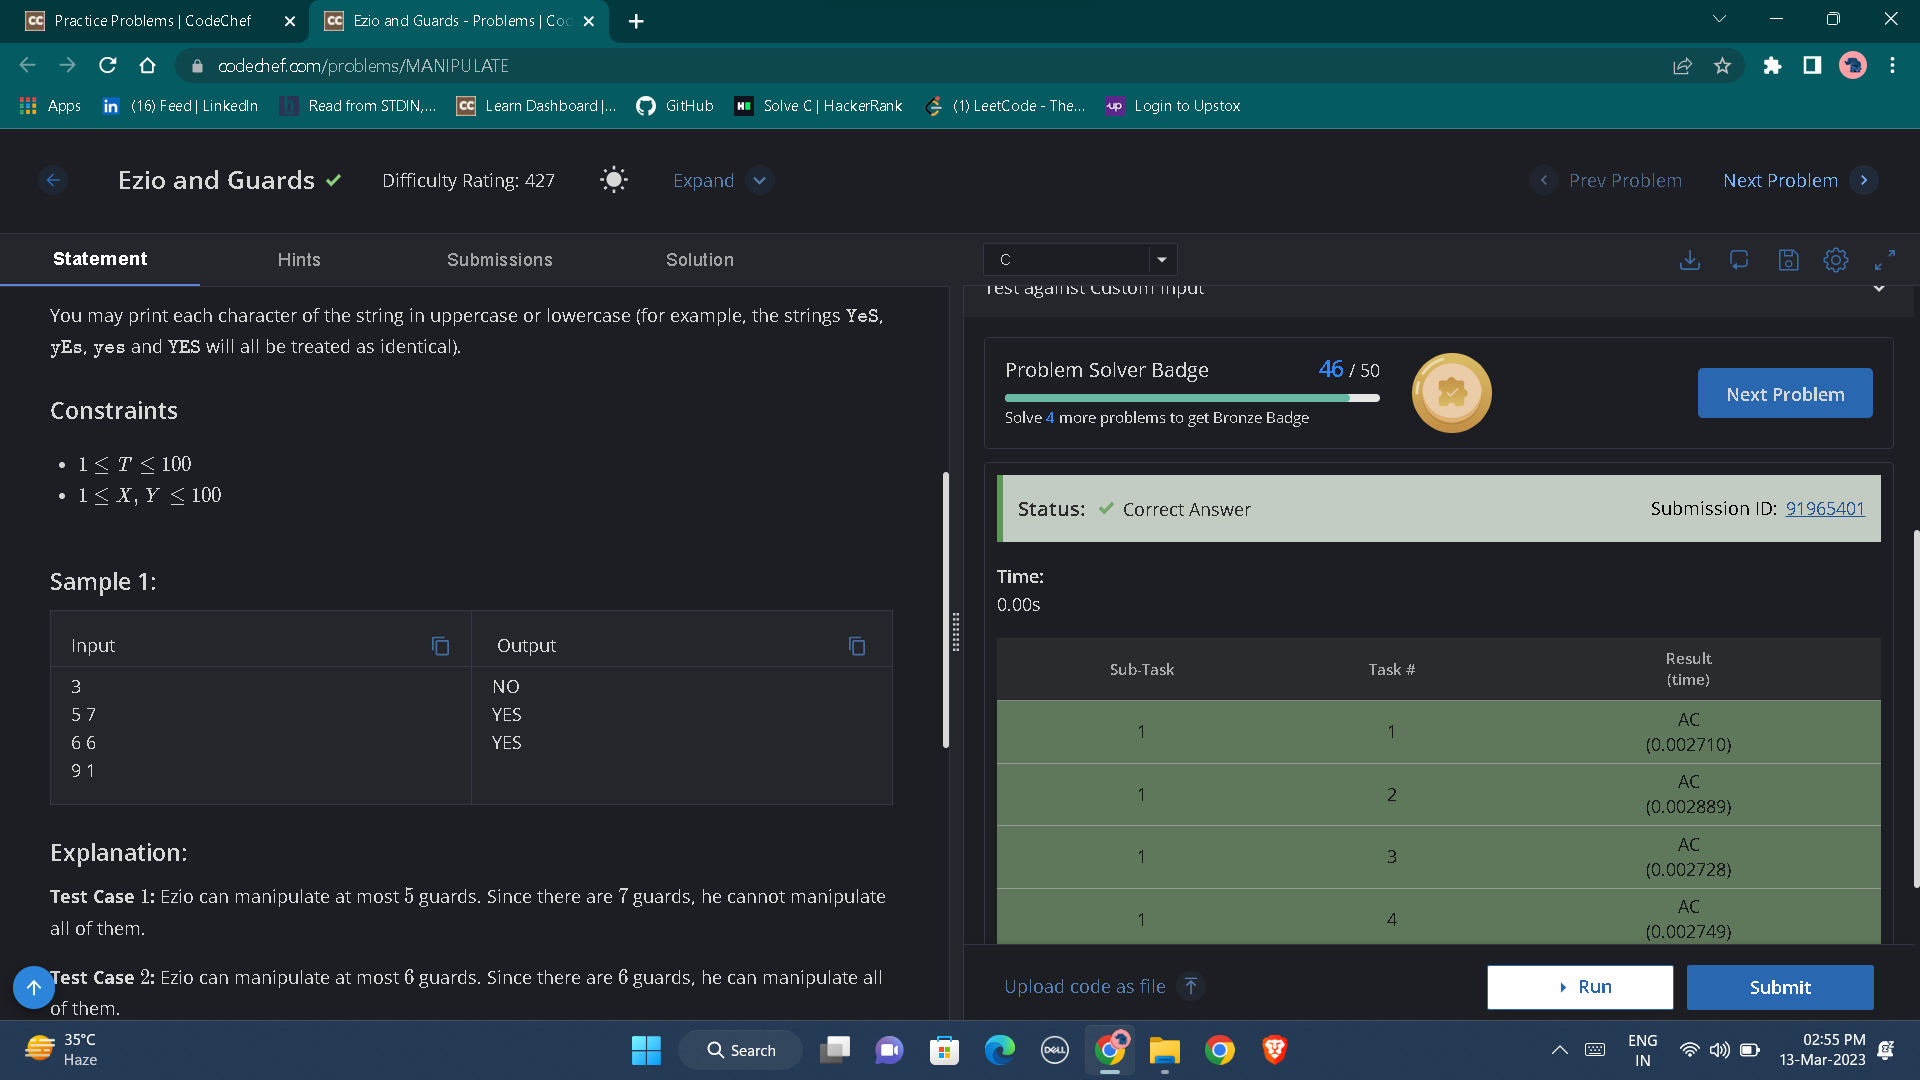 Practice Problems | CodeChef
Ezio and Guards - Problems | Cod
codechef.com/problems/MANIPULATE
Apps
(16) Feed | LinkedIn
Read from STDIN,...
Learn Dashboard |...
GitHub
Solve C | HackerRank
(1) LeetCode - The...
Login to Upstox
Ezio and Guards
Difficulty Rating: 427
Expand
Prev Problem
Next Problem
Statement
Hints
Submissions
Solution
C
You may print each character of the string in uppercase or lowercase (for example, the strings YeS,
yEs, yes and YES will all be treated as identical).
Constraints
• 1 ≤ T ≤ 100
• 1 ≤ X, Y ≤ 100
Sample 1:
Input
Output
3
5 7
6 6
9 1
NO
YES
YES
Explanation:
Test Case 1: Ezio can manipulate at most 5 guards. Since there are 7 guards, he cannot manipulate
all of them.
Test Case 2: Ezio can manipulate at most 6 guards. Since there are 6 guards, he can manipulate all
of them.
Test against Custom Input
Problem Solver Badge
46 / 50
Solve 4 more problems to get Bronze Badge
Next Problem
Status: Correct Answer
Submission ID: 91965401
Time:
0.00s
Sub-Task
Task #
Result
(time)
1
1
AC
(0.002710)
1
2
AC
(0.002889)
1
3
AC
(0.002728)
1
4
AC
(0.002749)
Upload code as file
Run
Submit
35°C
Haze
Search
DELL
ENG
IN
02:55 PM
13-Mar-2023